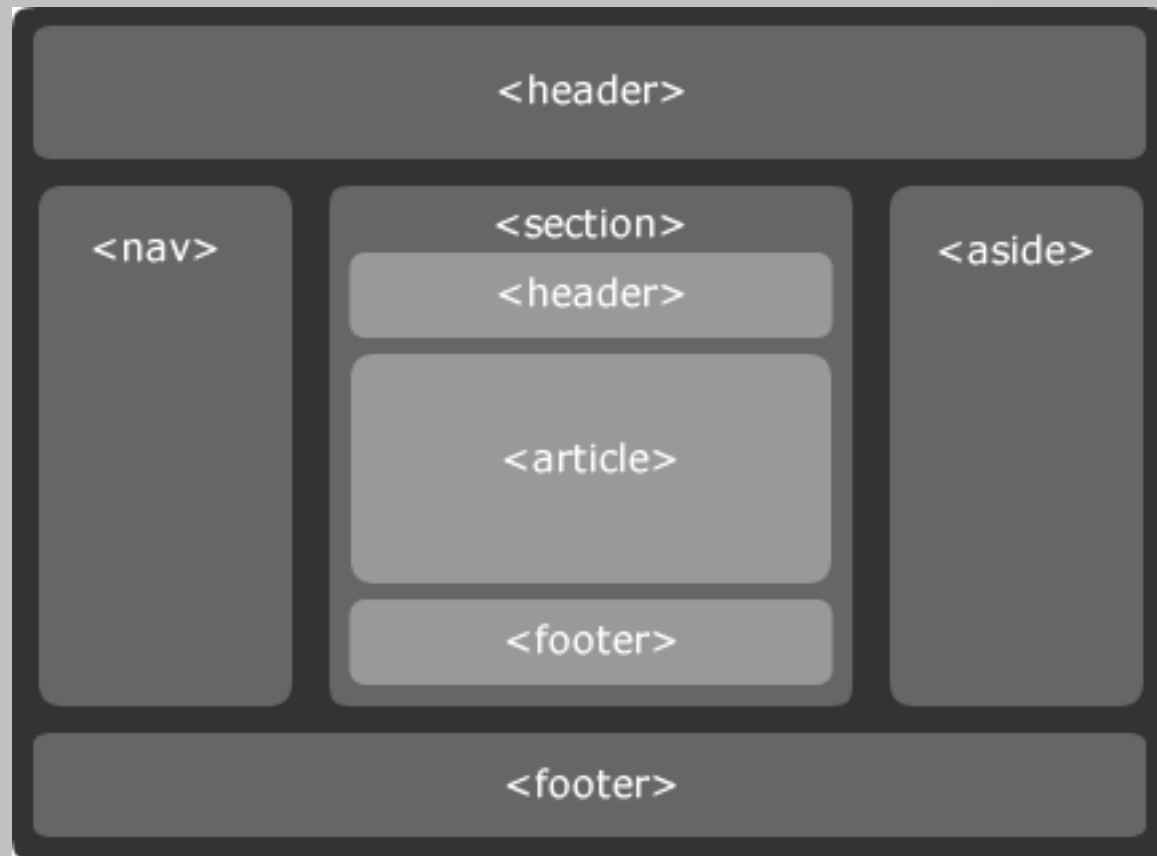 <header>
<nav>
<section>
<header>
<article>
<footer>
<aside>
<footer>